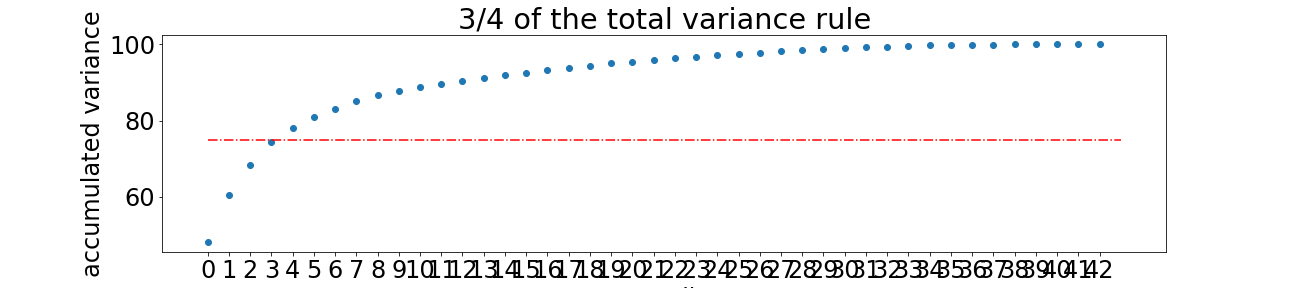 3/4 of the total variance rule
accumulated variance
100
80
60
0 1 2 3 4 5 6 7 8 9 10 11 12 13 14 15 16 17 18 19 20 21 22 23 24 25 26 27 28 29 30 31 32 33 34 35 36 37 38 39 40 41 42